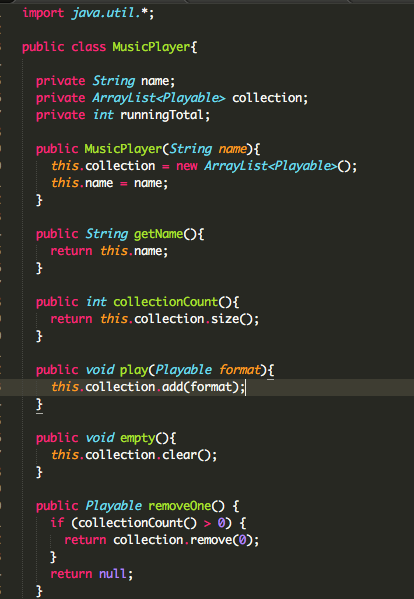 import java.util.*;
public class MusicPlayer{
private String name;
private ArrayList<Playable> collection;
private int runningTotal;
public MusicPlayer(String name){
this.collection = new ArrayList<Playable>();
this.name = name;
}
public String getName(){
return this.name;
}
public int collectionCount(){
return this.collection.size();
}
public void play(Playable format){
this.collection.add(format);
}
public void empty(){
this.collection.clear();
}
public Playable removeOne() {
if (collectionCount() > 0) {
return collection.remove(0);
}
return null;
}